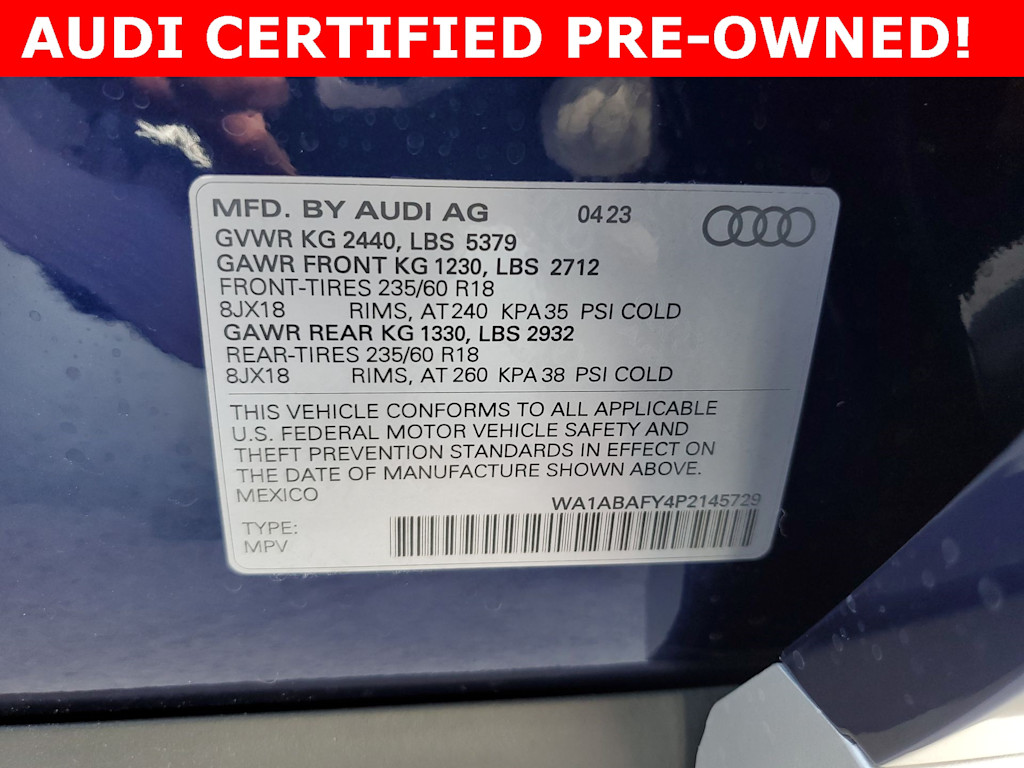 AUDI CERTIFIED PRE-OWNED!
MFD. BY AUDI AG 04 23
GVWR KG 2440, LBS 5379
GAWR FRONT KG 1230, LBS 2712
FRONT-TIRES 235/60 R18
8JX18 RIMS, AT 240 KPA 35 PSI COLD
GAWR REAR KG 1330, LBS 2932
REAR-TIRES 235/60 R18
8JX18 RIMS, AT 260 KPA 38 PSI COLD
THIS VEHICLE CONFORMS TO ALL APPLICABLE
U.S. FEDERAL MOTOR VEHICLE SAFETY AND
THEFT PREVENTION STANDARDS IN EFFECT ON
THE DATE OF MANUFACTURE SHOWN ABOVE.
MEXICO WA1ABAFY4P2145729
TYPE:
MPV